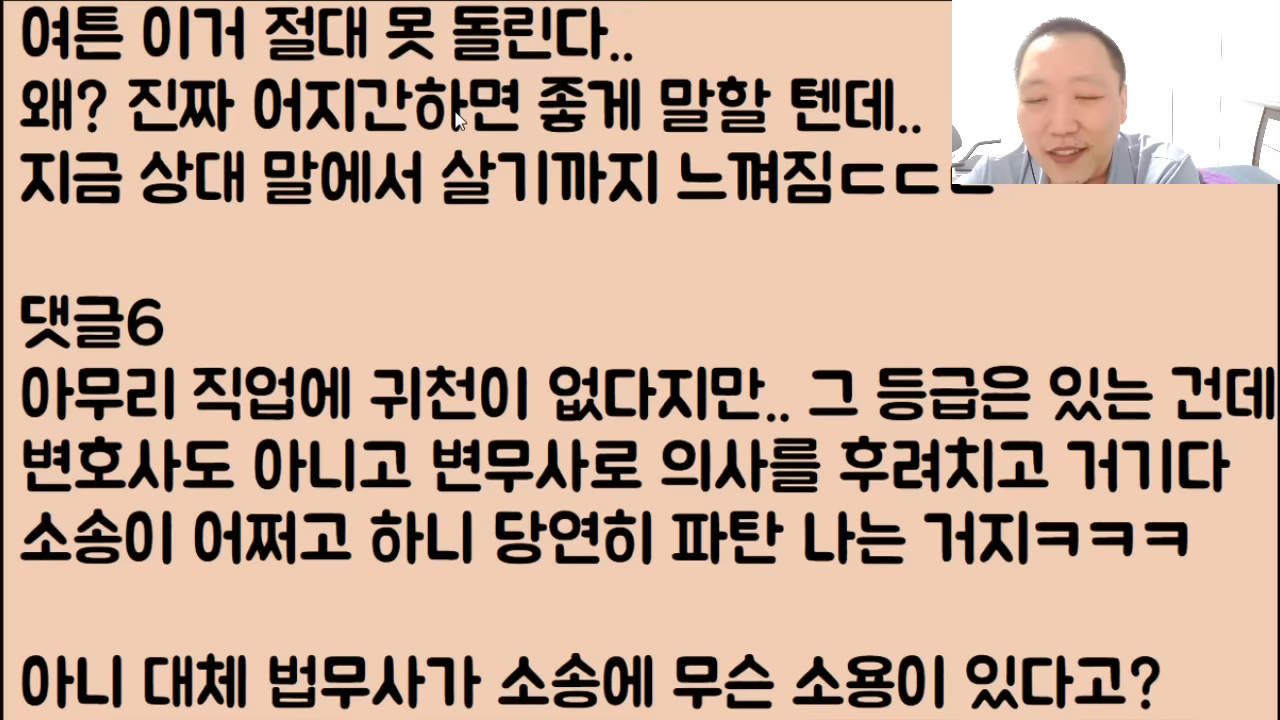 여튼 이거 절대 못 돌린다..
왜? 진짜 어지간하면 좋게 말할 텐데..
지금 상대 말에서 살기까지 느껴짐ㄷㄷㄷ
댓글6
아무리 직업에 귀천이 없다지만.. 그 등급은 있는 건데
변호사도 아니고 변무사로 의사를 후려치고 거기다
소송이 어쩌고 하니 당연히 파탄 나는 거지ㅋㅋㅋ
아니 대체 법무사가 소송에 무슨 소용이 있다고?